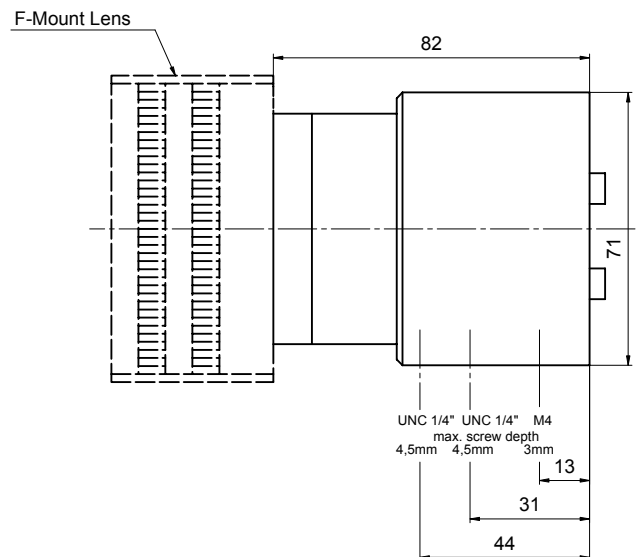 F-Mount Lens
82
71
UNC 1/4" UNC 1/4" M4
max. screw depth
4,5mm 4,5mm 3mm
13
31
44